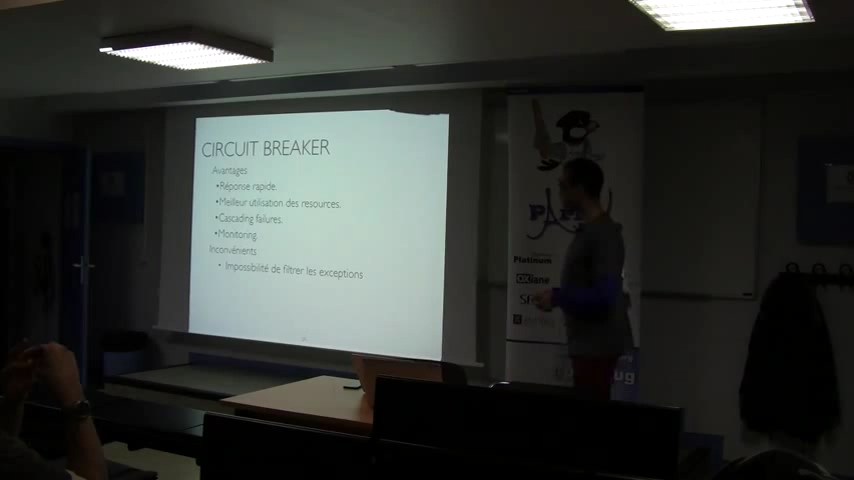 CIRCUIT BREAKER
Avantages
•Réponse rapide.
•Meilleur utilisation des resources.
•Cascading failures.
•Monitoring.
Inconvénients
• Impossibilité de filtrer les exceptions
Platinum
OXiane